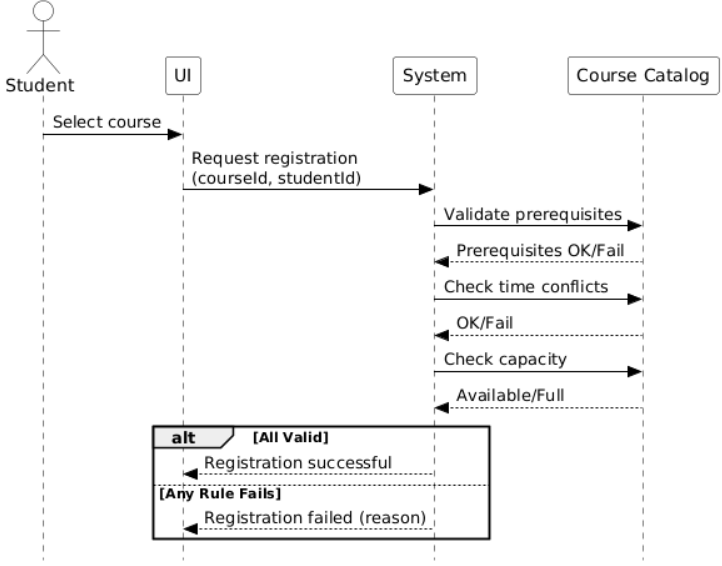 Student
UI
System
Course Catalog
Select course
Request registration
(courseId, studentId)
Validate prerequisites
Prerequisites OK/Fail
Check time conflicts
OK/Fail
Check capacity
Available/Full
alt [All Valid]
Registration successful
[Any Rule Fails]
Registration failed (reason)